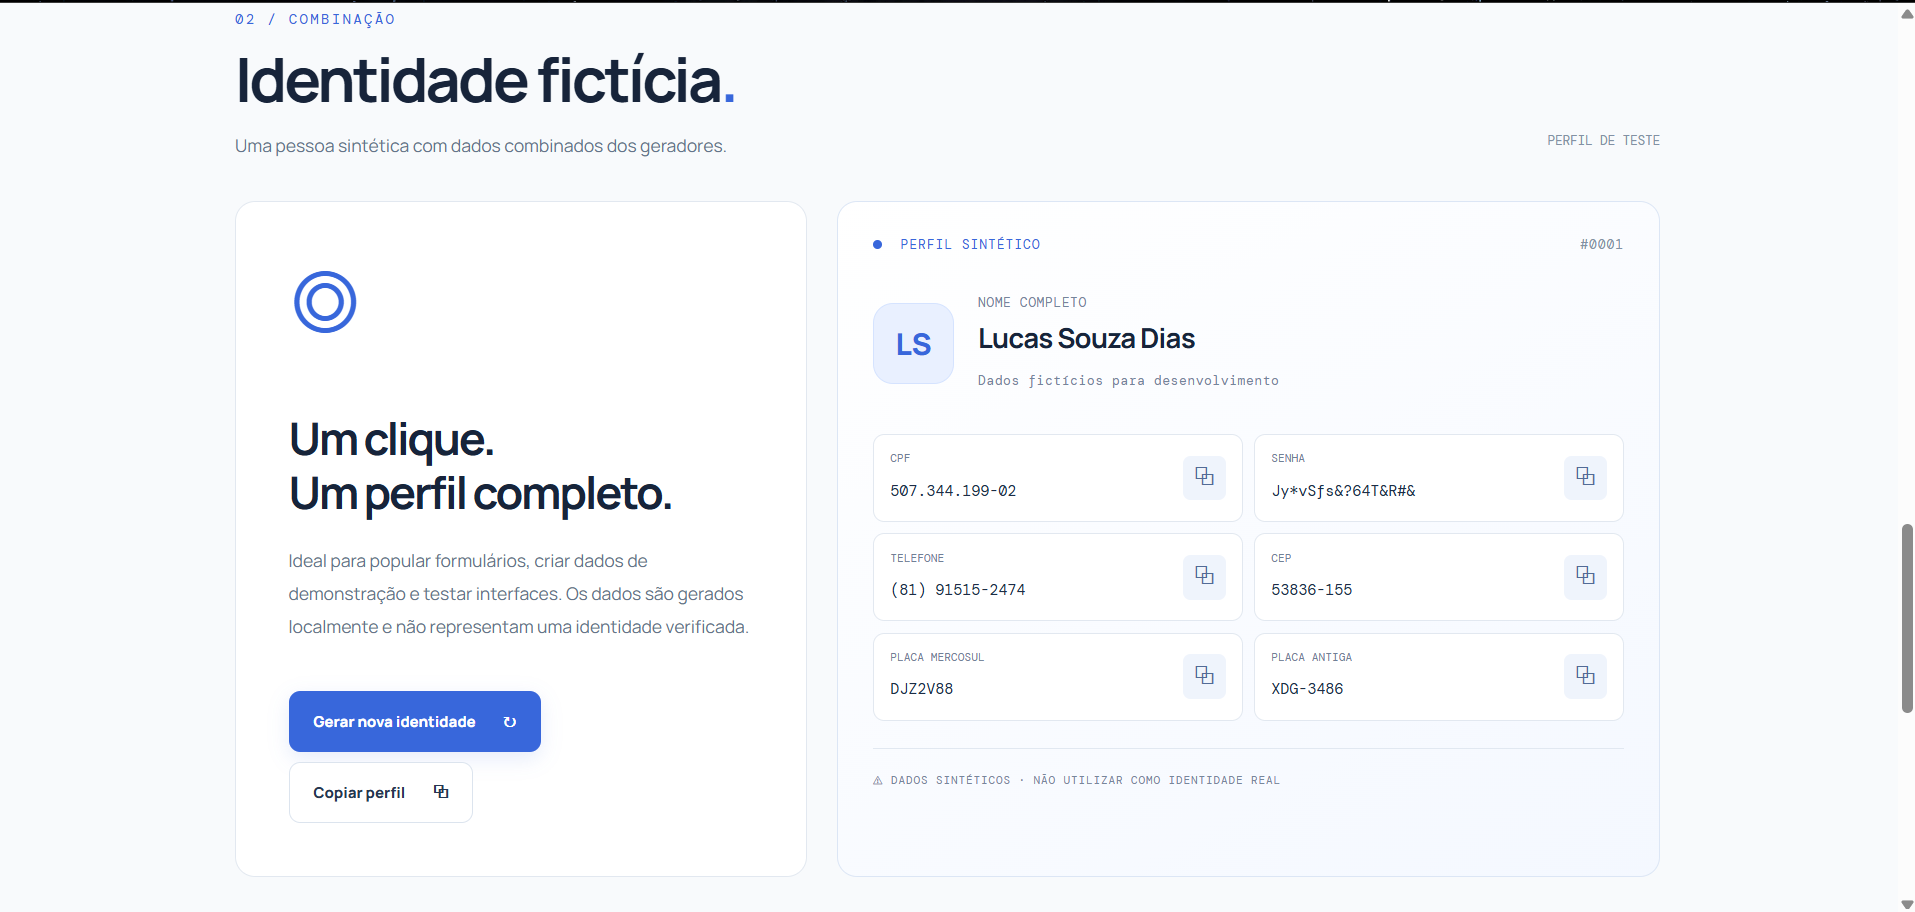 02 / COMBINAÇÃO
Identidade fictícia.
Uma pessoa sintética com dados combinados dos geradores.
PERFIL DE TESTE
Um clique.
Um perfil completo.
Ideal para popular formulários, criar dados de
demonstração e testar interfaces. Os dados são gerados
localmente e não representam uma identidade verificada.
Gerar nova identidade ↻
Copiar perfil
PERFIL SINTÉTICO
#0001
LS
NOME COMPLETO
Lucas Souza Dias
Dados fictícios para desenvolvimento
CPF
507.344.199-02
SENHA
Jy*vSfs&?64T&R#&
TELEFONE
(81) 91515-2474
CEP
53836-155
PLACA MERCOSUL
DJZ2V88
PLACA ANTIGA
XDG-3486
⚠ DADOS SINTÉTICOS · NÃO UTILIZAR COMO IDENTIDADE REAL